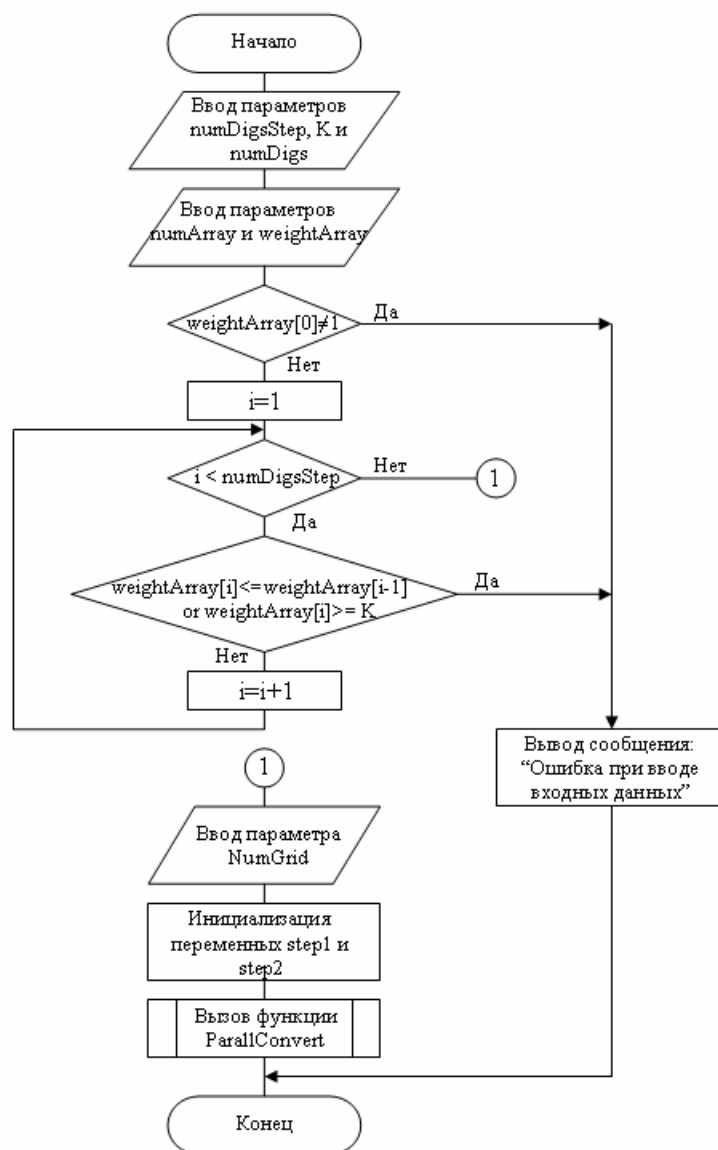 Начало
Ввод параметров
numDigsStep, K и
numDigs
Ввод параметров
numArray и weightArray
weightArray[0]≠1
Да
Нет
i=1
i < numDigsStep
Нет
1
Да
weightArray[i]<=weightArray[i-1]
or weightArray[i]>= K
Да
Нет
i=i+1
Вывод сообщения:
“Ошибка при вводе
входных данных”
1
Ввод параметра
NumGrid
Инициализация
переменных step1 и
step2
Вызов функции
ParallConvert
Конец